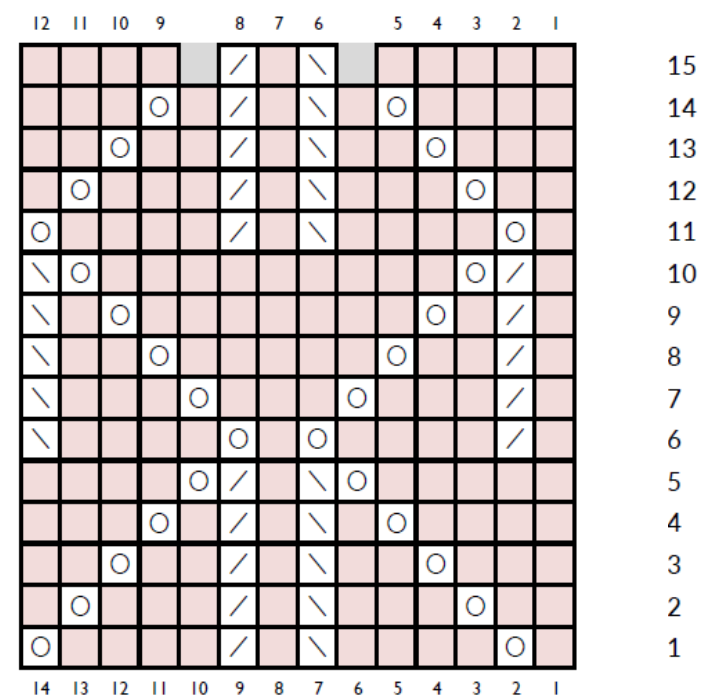 12 11 10 9 8 7 6 5 4 3 2 1
/ \ 15
O / \ O 14
O / \ O 13
O / \ O 12
O / \ O 11
\ O O / 10
\ O O / 9
\ O O / 8
\ O O / 7
\ O O / 6
O / \ O 5
O / \ O 4
O / \ O 3
O / \ O 2
O / \ O 1
14 13 12 11 10 9 8 7 6 5 4 3 2 1